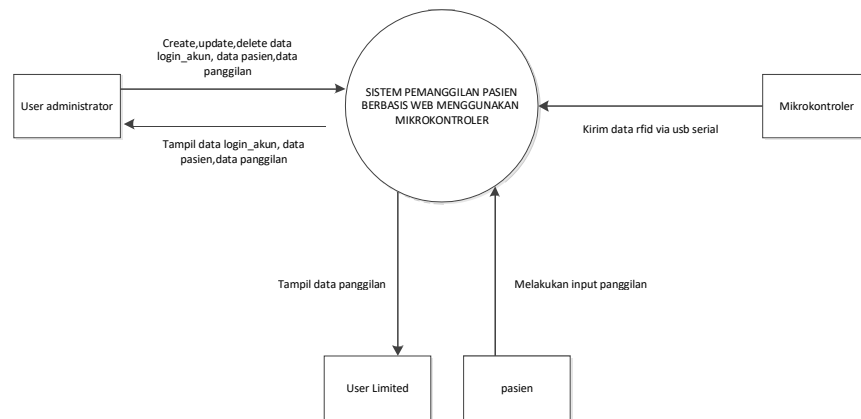 Create,update,delete data
login_akun, data pasien,data
panggilan
User administrator
SISTEM PEMANGGILAN PASIEN
BERBASIS WEB MENGGUNAKAN
MIKROKONTROLER
Mikrokontroler
Kirim data rfid via usb serial
Tampil data login_akun, data
pasien,data panggilan
Tampil data panggilan
Melakukan input panggilan
User Limited
pasien